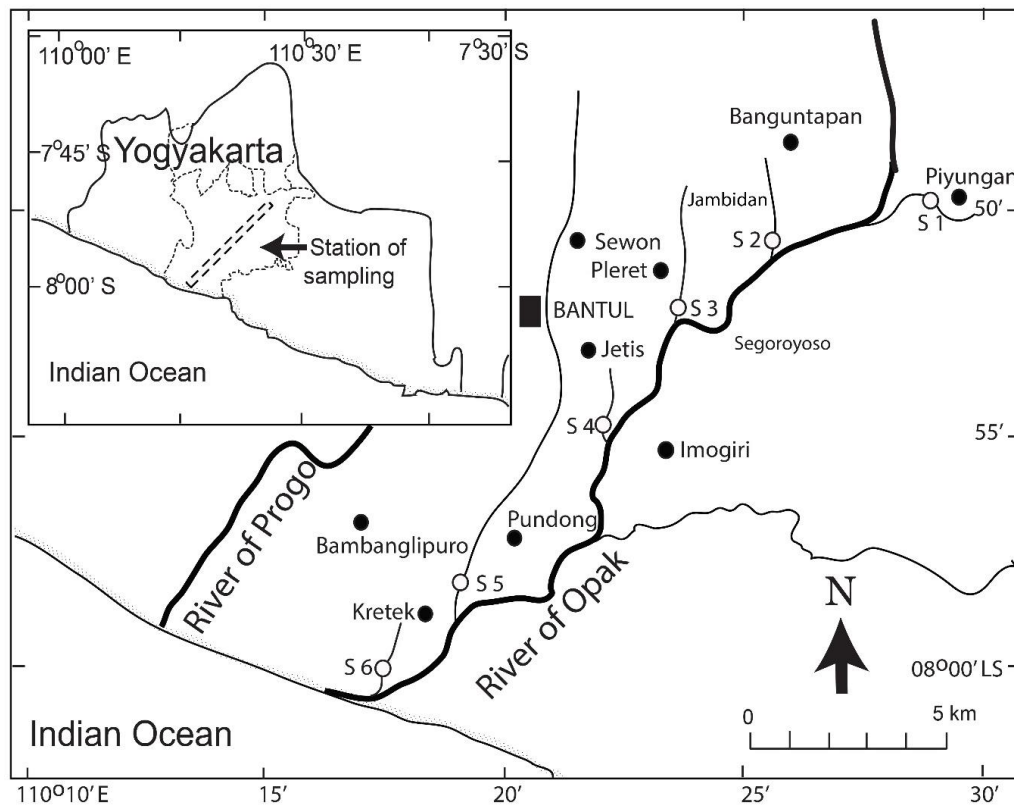 110°00' E
110°30' E
7°30' S
7°45' S
Yogyakarta
Station of
sampling
8°00' S
Indian Ocean
Banguntapan
Piyungan
50'
S 1
Jambidan
S 2
Sewon
Pleret
BANTUL
S 3
Segoroyoso
Jetis
S 4
55'
Imogiri
River of Progo
Pundong
Bambanglipuro
S 5
River of Opak
Kretek
N
S 6
08°00' LS
0
5 km
Indian Ocean
110°10' E
15'
20'
25'
30'